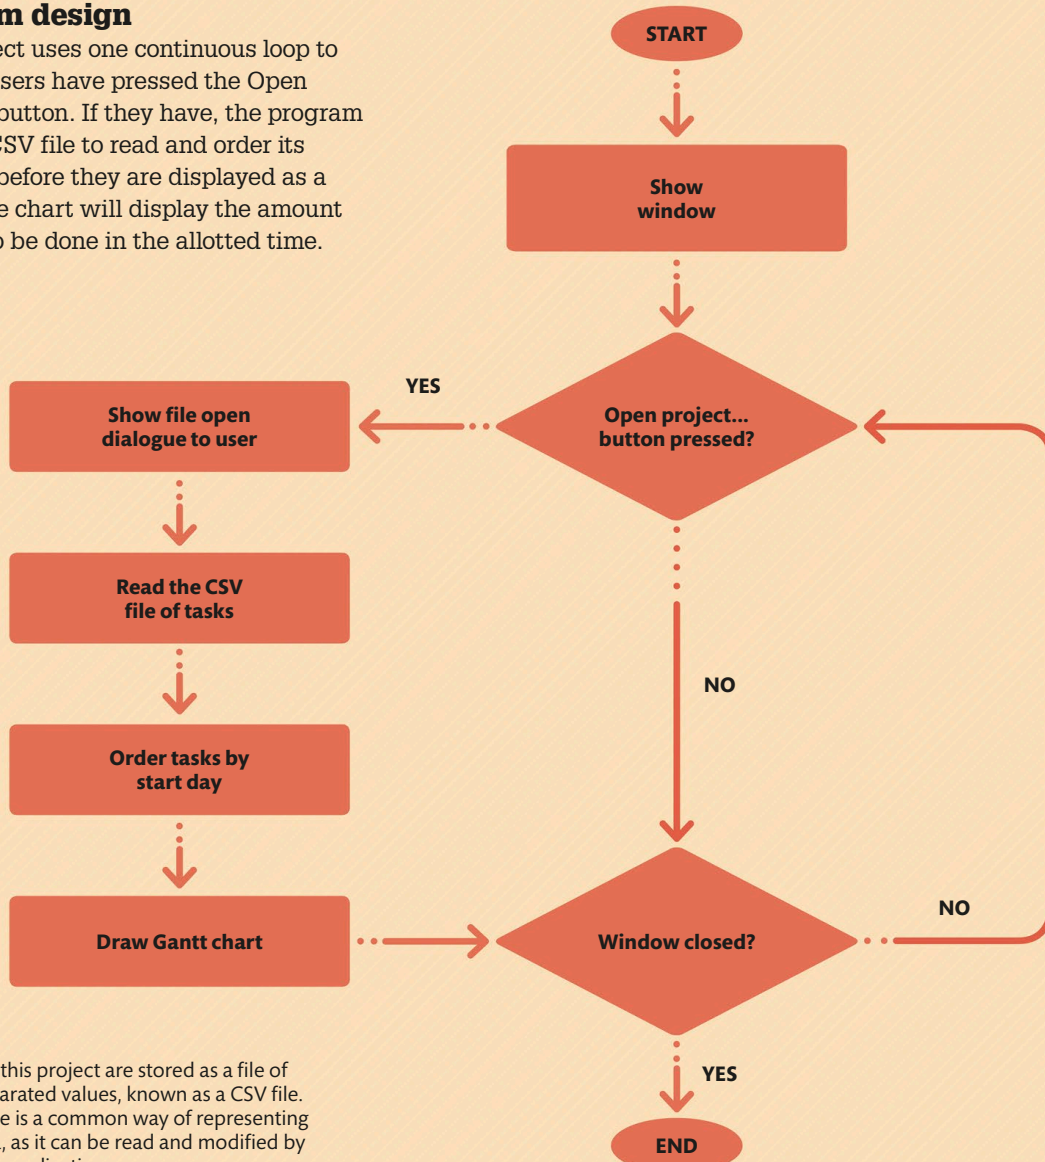 m design
ect uses one continuous loop to
sers have pressed the Open
button. If they have, the program
CSV file to read and order its
before they are displayed as a
e chart will display the amount
o be done in the allotted time.
START
Show
window
Open project...
button pressed?
YES
Show file open
dialogue to user
Read the CSV
file of tasks
Order tasks by
start day
Draw Gantt chart
NO
Window closed?
NO
YES
END
this project are stored as a file of
arated values, known as a CSV file.
e is a common way of representing
, as it can be read and modified by